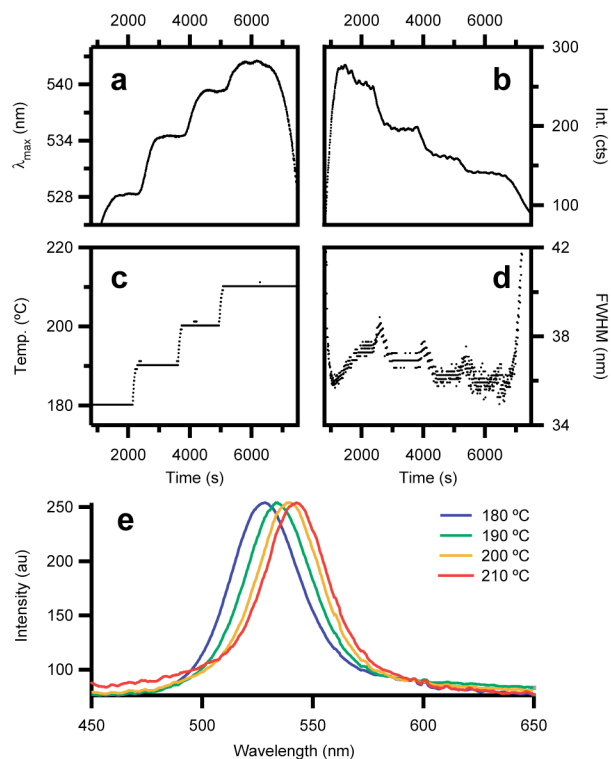 2000 4000 6000 2000 4000 6000
a b
λmax (nm)
540
534
528
300
200
100
Int. (cts)
c d
Temp. (ºC)
220
200
180
42
38
34
FWHM (nm)
2000 4000 6000 2000 4000 6000
Time (s) Time (s)
e
Intensity (au)
250
200
150
100
180 ºC
190 ºC
200 ºC
210 ºC
450 500 550 600 650
Wavelength (nm)